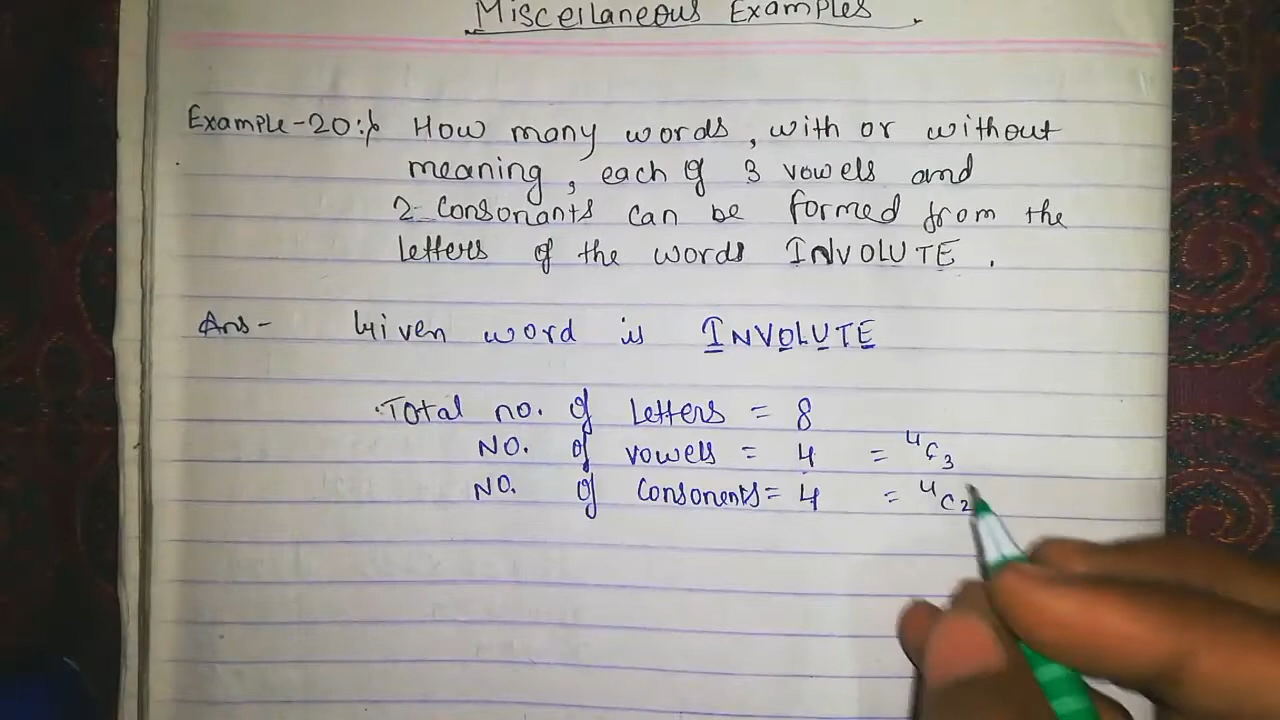 Miscellaneous Examples.
Example-20:- How many words, with or without
meaning, each of 3 vowels and
2 Consonants can be formed from the
letters of the words INVOLUTE.
Ans- Given word is INVOLUTE
Total no. of Letters = 8
NO. of vowels = 4 = ⁴C₃
NO. of Consonents = 4 = ⁴C₂